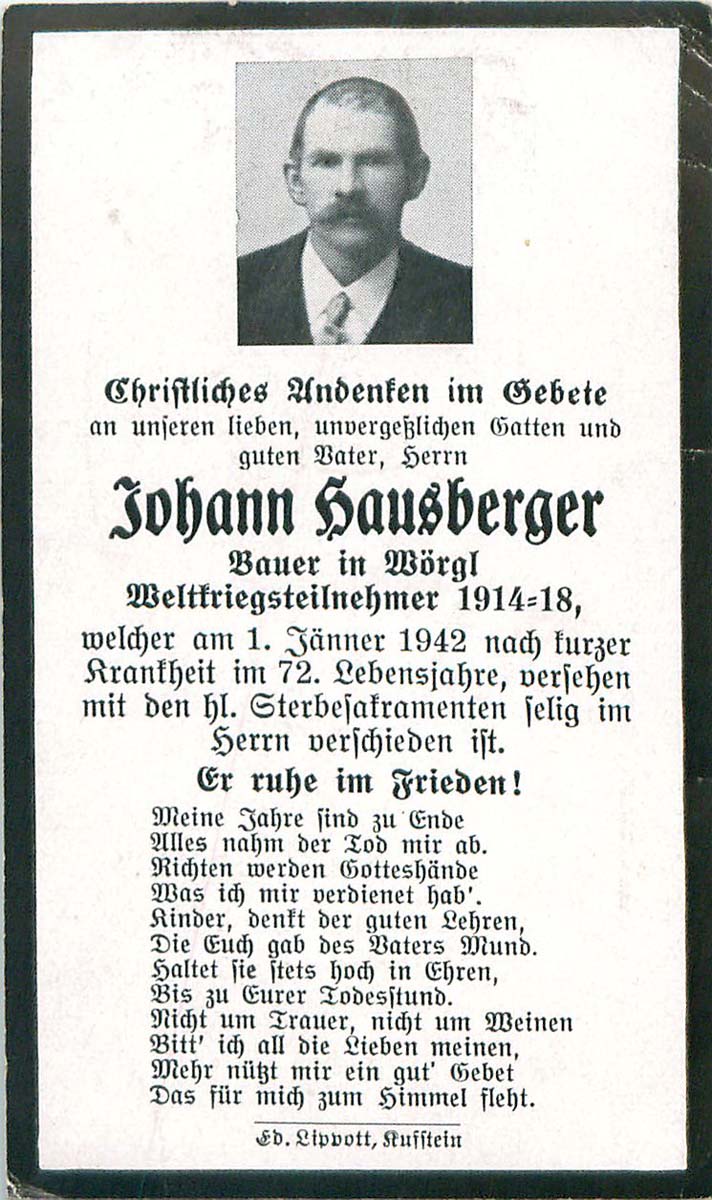 Christliches Andenken im Gebete
an unseren lieben, unvergeßlichen Gatten und
guten Vater, Herrn
Johann Hausberger
Bauer in Wörgl
Weltkriegsteilnehmer 1914=18,
welcher am 1. Jänner 1942 nach kurzer
Krankheit im 72. Lebensjahre, versehen
mit den hl. Sterbesakramenten selig im
Herrn verschieden ist.
Er ruhe im Frieden!
Meine Jahre sind zu Ende
Alles nahm der Tod mir ab.
Richten werden Gotteshände
Was ich mir verdienet hab'.
Kinder, denkt der guten Lehren,
Die Euch gab des Vaters Mund.
Haltet sie stets hoch in Ehren,
Bis zu Eurer Todesstund.
Nicht um Trauer, nicht um Weinen
Bitt' ich all die Lieben meinen,
Mehr nützt mir ein gut' Gebet
Das für mich zum Himmel fleht.
Ed. Lippott, Kufstein